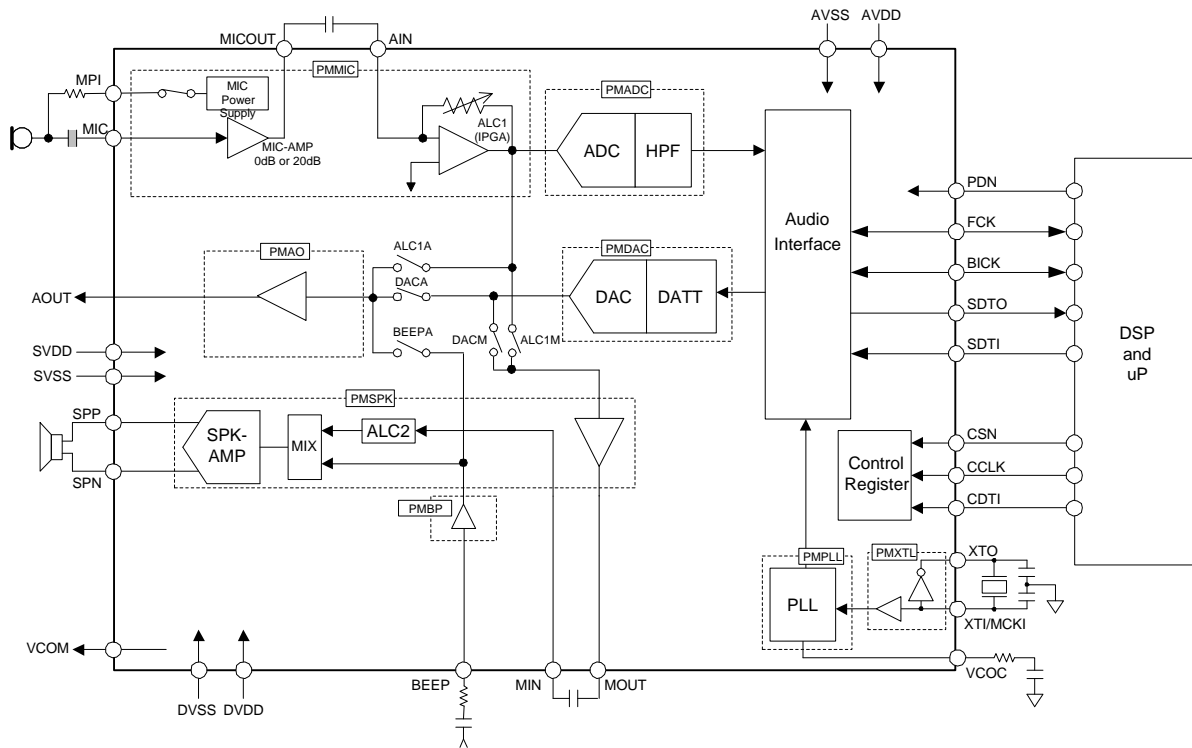 AVSS AVDD
MICOUT AIN
MPI
PMMIC
MIC
Power
Supply
PMADC
MIC
ALC1
(IPGA)
MIC-AMP
0dB or 20dB
ADC HPF
Audio
Interface
PDN
FCK
BICK
SDTO
SDTI
DSP
and
uP
PMAO
ALC1A
DACA
BEEPA
PMDAC
DAC DATT
AOUT
DACM ALC1M
SVDD
SVSS
PMSPK
SPP
SPK-
AMP
MIX
ALC2
SPN
Control
Register
CSN
CCLK
CDTI
PMBP
PMPLL
PMXTL
XTO
PLL
XTI/MCKI
VCOM
VCOC
BEEP MIN MOUT
DVSS DVDD